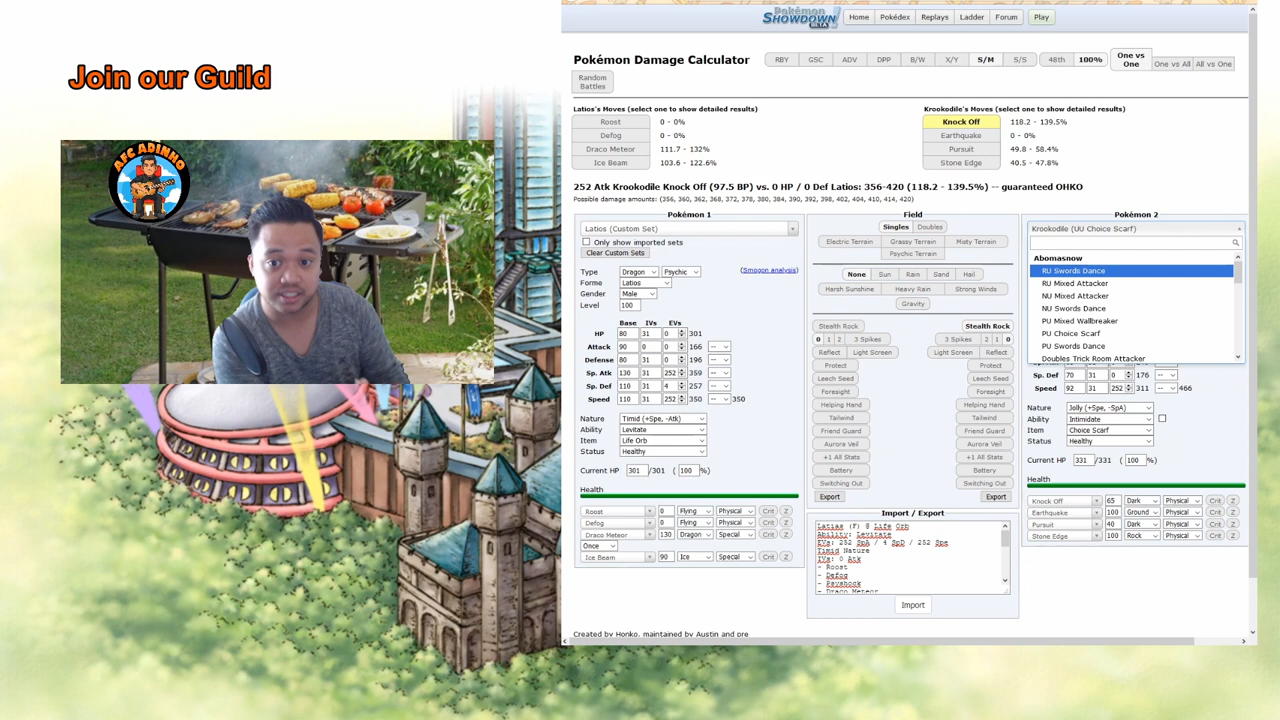 Join our Guild
AFC ADINHO
Pokémon
SHOWDOWN
BETA
Home Pokédex Replays Ladder Forum Play
Pokémon Damage Calculator
RBY GSC ADV DPP B/W X/Y S/M S/S 48th 100% One vs One One vs All All vs One
Random Battles
Latios's Moves (select one to show detailed results)
Roost 0 - 0%
Defog 0 - 0%
Draco Meteor 111.7 - 132%
Ice Beam 103.6 - 122.6%
Krookodile's Moves (select one to show detailed results)
Knock Off 118.2 - 139.5%
Earthquake 0 - 0%
Pursuit 49.8 - 58.4%
Stone Edge 40.5 - 47.8%
252 Atk Krookodile Knock Off (97.5 BP) vs. 0 HP / 0 Def Latios: 356-420 (118.2 - 139.5%) -- guaranteed OHKO
Possible damage amounts: (356, 360, 362, 368, 372, 378, 380, 384, 390, 392, 398, 402, 404, 410, 414, 420)
Pokémon 1
Latios (Custom Set)
Only show imported sets
Clear Custom Sets
Type Dragon Psychic (Smogon analysis)
Forme Latios
Gender Male
Level 100
Base IVs EVs
HP 80 31 0 301
Attack 90 0 0 166 --
Defense 80 31 0 196 --
Sp. Atk 130 31 252 359 --
Sp. Def 110 31 4 257 --
Speed 110 31 252 350 -- 350
Nature Timid (+Spe, -Atk)
Ability Levitate
Item Life Orb
Status Healthy
Current HP 301 /301 ( 100 %)
Health
Roost 0 Flying Physical Crit Z
Defog 0 Flying Physical Crit Z
Draco Meteor 130 Dragon Special Crit Z
Once
Ice Beam 90 Ice Special Crit Z
Field
Singles Doubles
Electric Terrain Grassy Terrain Misty Terrain
Psychic Terrain
None Sun Rain Sand Hail
Harsh Sunshine Heavy Rain Strong Winds
Gravity
Stealth Rock Stealth Rock
0 1 2 3 Spikes 3 Spikes 2 1 0
Reflect Light Screen Light Screen Reflect
Protect Protect
Leech Seed Leech Seed
Foresight Foresight
Helping Hand Helping Hand
Tailwind Tailwind
Friend Guard Friend Guard
Aurora Veil Aurora Veil
+1 All Stats +1 All Stats
Battery Battery
Switching Out Switching Out
Export Export
Import / Export
Latias (F) @ Life Orb
Ability: Levitate
EVs: 252 SpA / 4 SpD / 252 Spe
Timid Nature
IVs: 0 Atk
- Roost
- Defog
- Psyshock
- Draco Meteor
Import
Pokémon 2
Krookodile (UU Choice Scarf)
Abomasnow
RU Swords Dance
RU Mixed Attacker
NU Mixed Attacker
NU Swords Dance
PU Mixed Wallbreaker
PU Choice Scarf
PU Swords Dance
Doubles Trick Room Attacker
Sp. Def 70 31 0 176 --
Speed 92 31 252 311 -- 466
Nature Jolly (+Spe, -SpA)
Ability Intimidate
Item Choice Scarf
Status Healthy
Current HP 331 /331 ( 100 %)
Health
Knock Off 65 Dark Physical Crit Z
Earthquake 100 Ground Physical Crit Z
Pursuit 40 Dark Physical Crit Z
Stone Edge 100 Rock Physical Crit Z
Created by Honko, maintained by Austin and pre